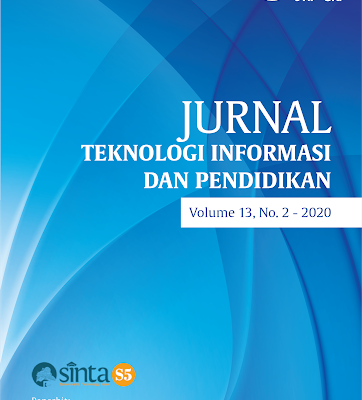 JURNAL
TEKNOLOGI INFORMASI
DAN PENDIDIKAN
Volume 13, No. 2 - 2020
sinta S5